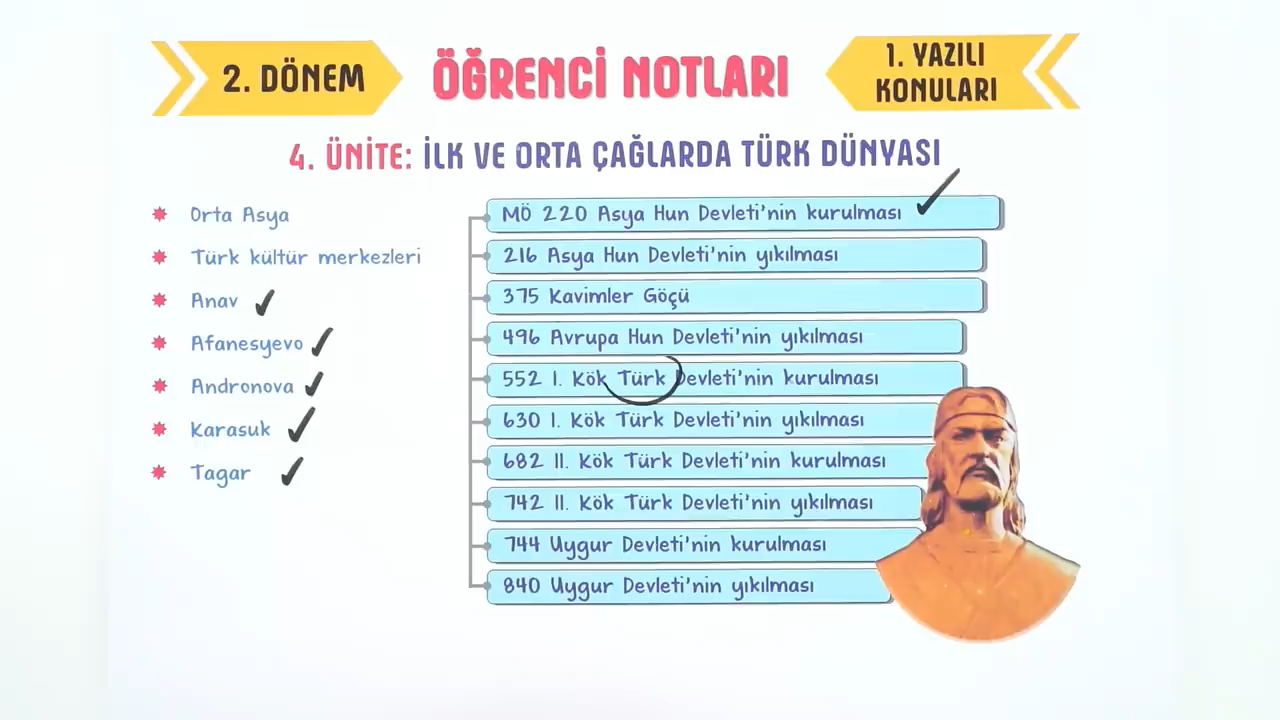 2. DÖNEM
ÖĞRENCİ NOTLARI
1. YAZILI
KONULARI
4. ÜNİTE: İLK VE ORTA ÇAĞLARDA TÜRK DÜNYASI
Orta Asya
Türk kültür merkezleri
Anav
Afanesyevo
Andronova
Karasuk
Tagar
MÖ 220 Asya Hun Devleti'nin kurulması
216 Asya Hun Devleti'nin yıkılması
375 Kavimler Göçü
496 Avrupa Hun Devleti'nin yıkılması
552 I. Kök Türk Devleti'nin kurulması
630 I. Kök Türk Devleti'nin yıkılması
682 II. Kök Türk Devleti'nin kurulması
742 II. Kök Türk Devleti'nin yıkılması
744 Uygur Devleti'nin kurulması
840 Uygur Devleti'nin yıkılması